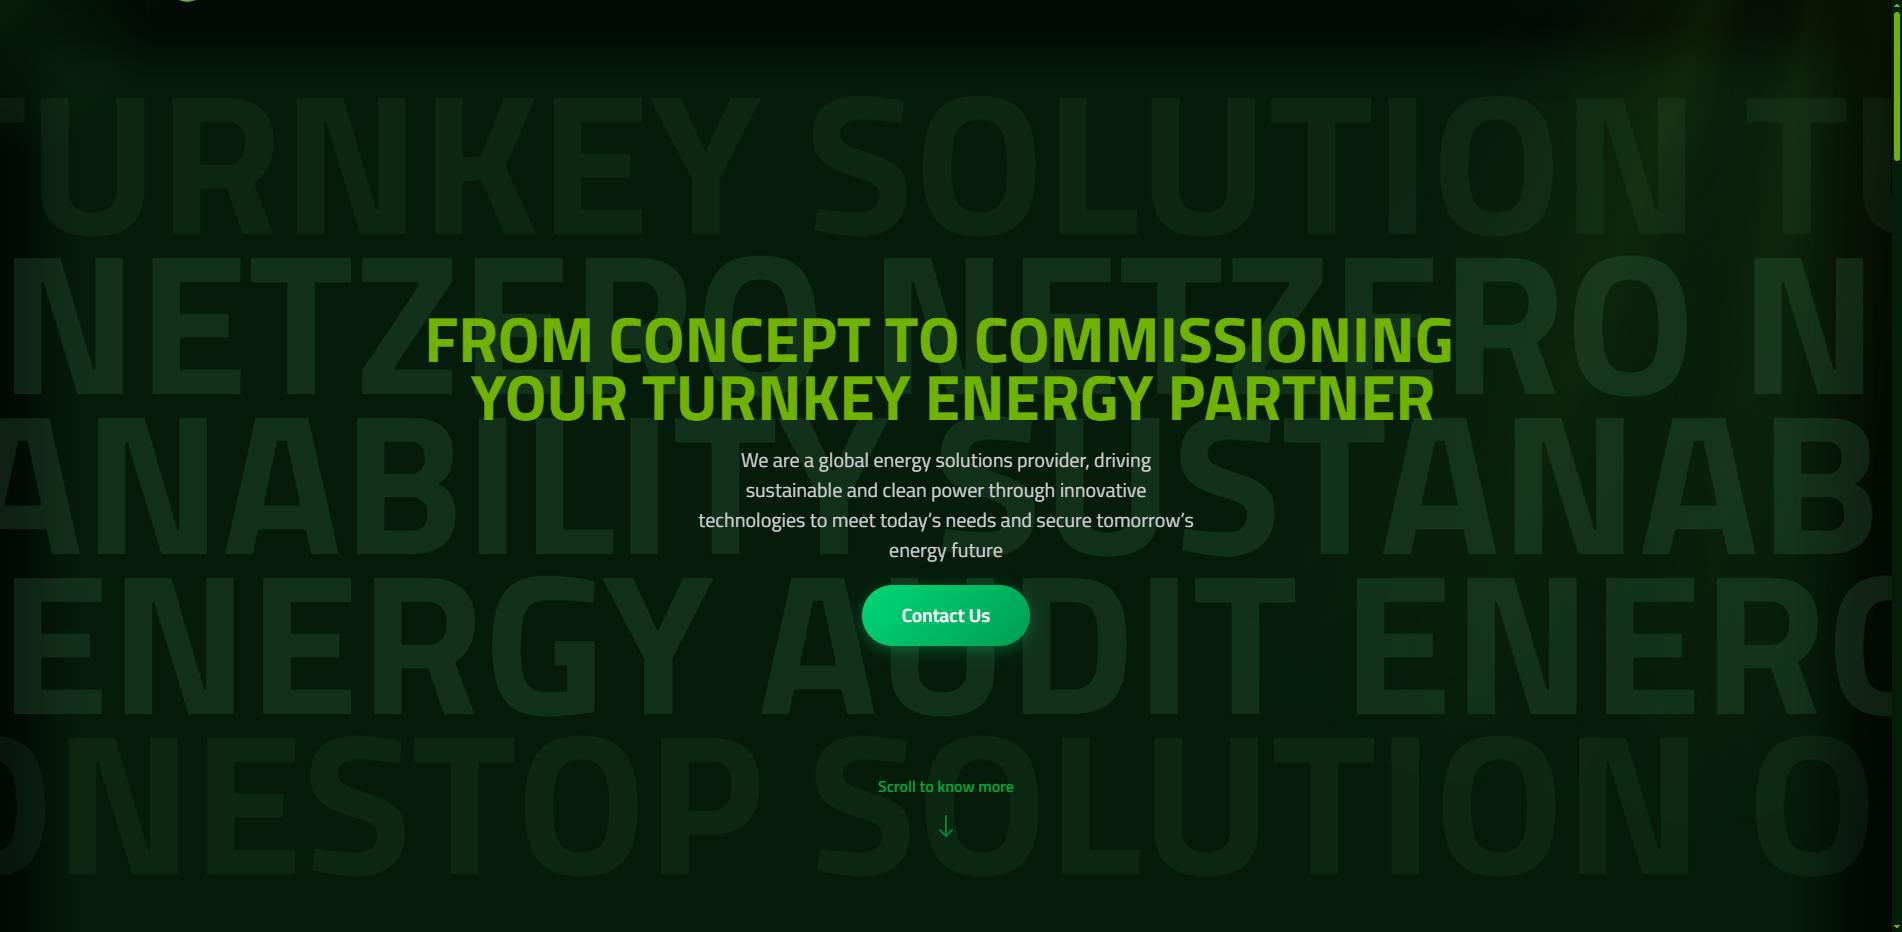 TURNKEY SOLUTION TU
NETZERO NETZERO N
FROM CONCEPT TO COMMISSIONING
YOUR TURNKEY ENERGY PARTNER
ANABILITY SUSTANAB
We are a global energy solutions provider, driving
sustainable and clean power through innovative
technologies to meet today’s needs and secure tomorrow’s
energy future
ENERGY AUDIT ENERG
Contact Us
ONESTOP SOLUTION O
Scroll to know more